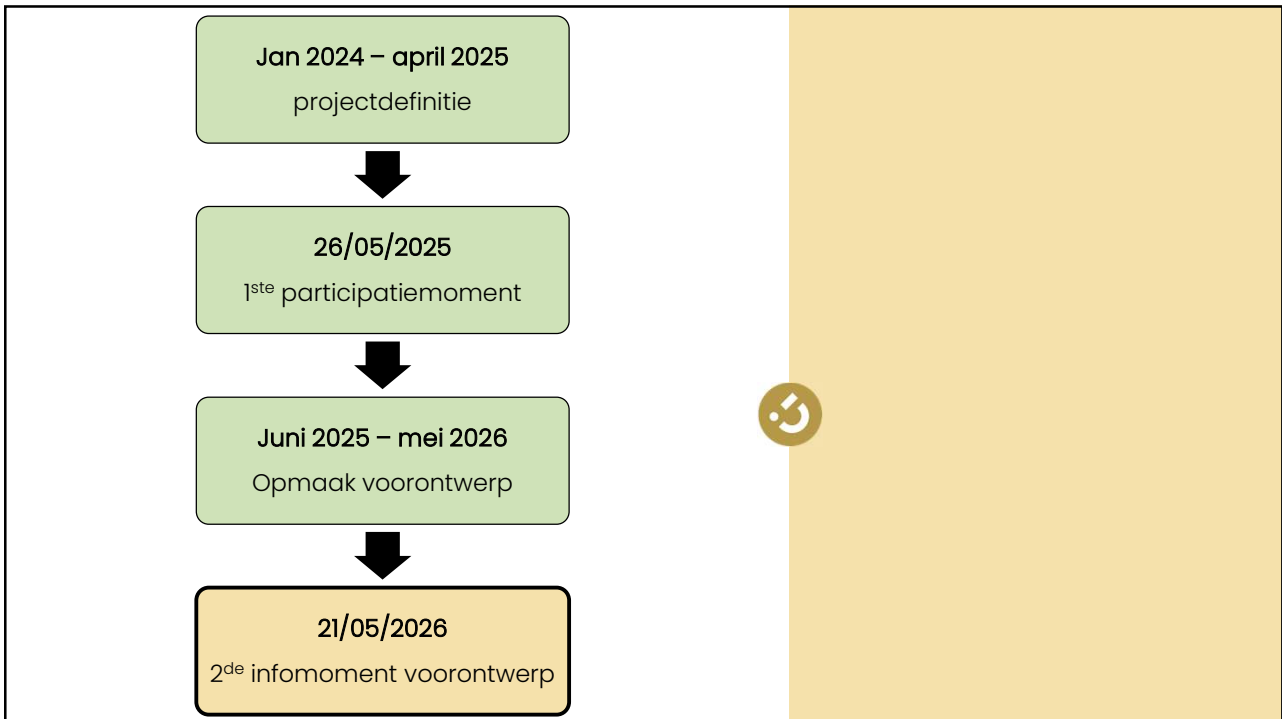 Jan 2024 – april 2025
projectdefinitie
26/05/2025
1ste participatiemoment
Juni 2025 – mei 2026
Opmaak voorontwerp
21/05/2026
2de infomoment voorontwerp